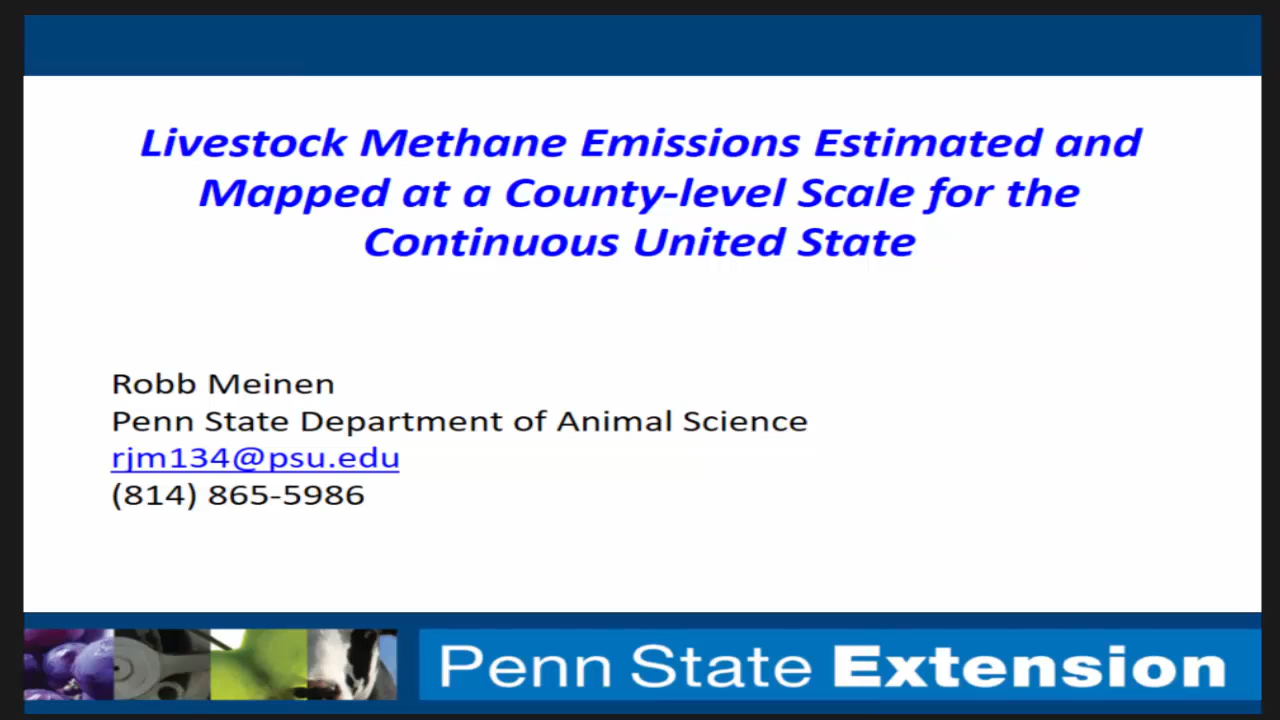 Livestock Methane Emissions Estimated and
Mapped at a County-level Scale for the
Continuous United State
Robb Meinen
Penn State Department of Animal Science
rjm134@psu.edu
(814) 865-5986
Penn State Extension